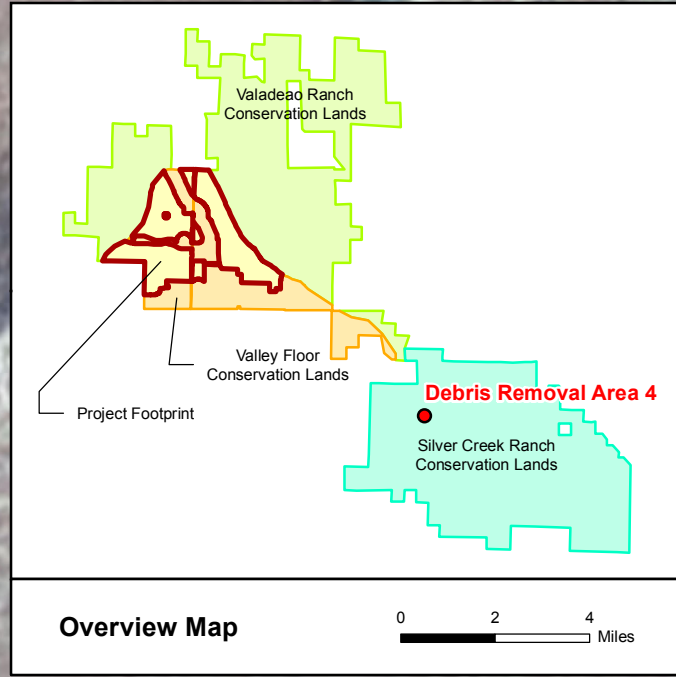 Valadeao Ranch
Conservation Lands
Valley Floor
Conservation Lands
Project Footprint
Debris Removal Area 4
Silver Creek Ranch
Conservation Lands
Overview Map
0 2 4
Miles